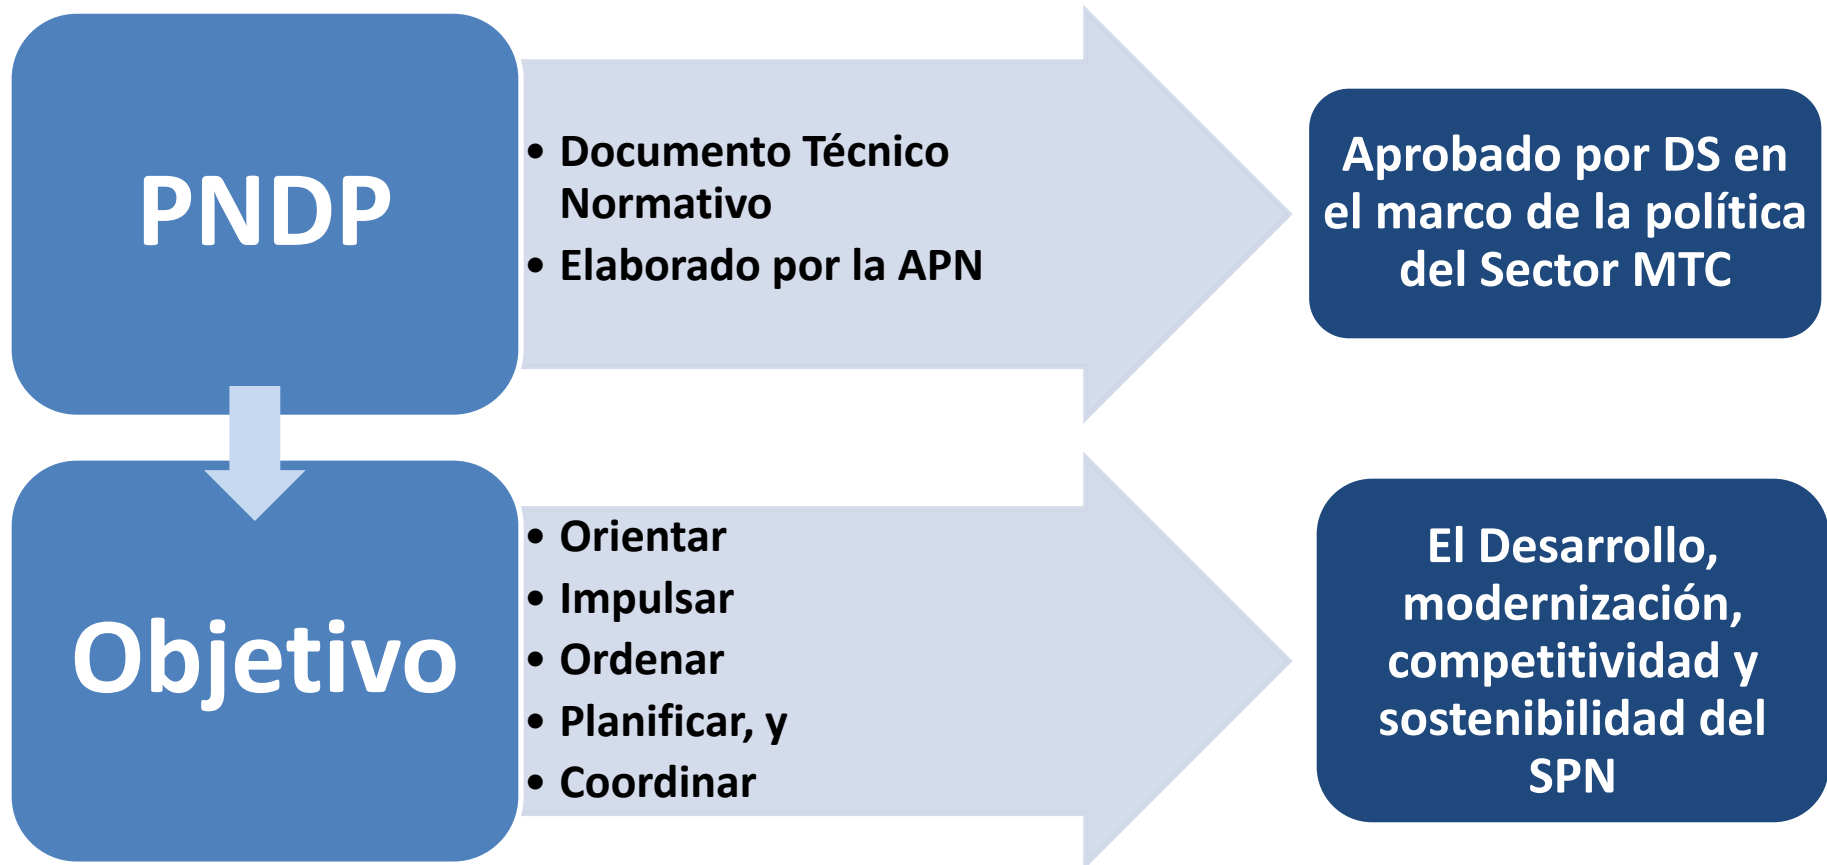 PNDP
• Documento Técnico
Normativo
• Elaborado por la APN
Aprobado por DS en
el marco de la política
del Sector MTC
Objetivo
• Orientar
• Impulsar
• Ordenar
• Planificar, y
• Coordinar
El Desarrollo,
modernización,
competitividad y
sostenibilidad del
SPN